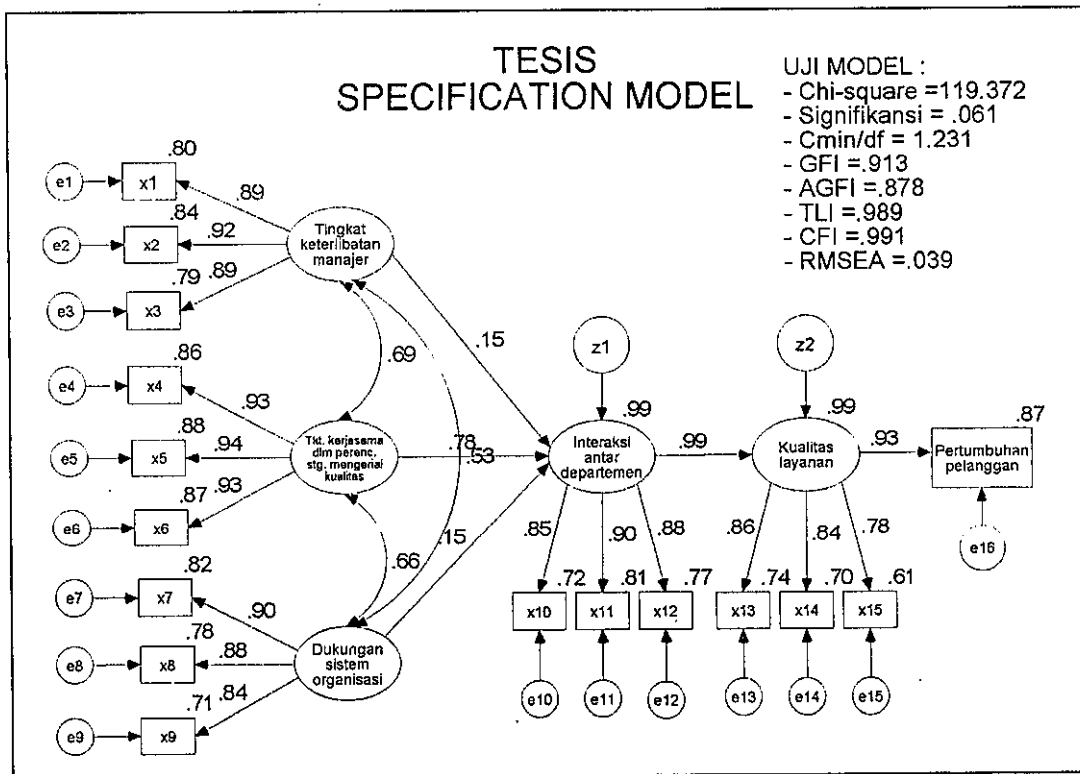 TESIS
SPECIFICATION MODEL
UJI MODEL :
- Chi-square =119.372
- Signifikansi = .061
- Cmin/df = 1.231
- GFI =.913
- AGFI =.878
- TLI =.989
- CFI =.991
- RMSEA =.039
.80
e1
x1
.89
.84
e2
x2
.92
.79
.89
e3
x3
Tingkat
keterlibatan
manajer
.86
e4
x4
.93
.88
e5
x5
.94
.87
.93
e6
x6
Tkt. kerjasama
dlm perenc.
stg. mengenai
kualitas
.82
e7
x7
.90
.78
e8
x8
.88
.71
.84
e9
x9
Dukungan
sistem
organisasi
.69
.66
.53
.15
.78
.15
z1
.99
Interaksi
antar
departemen
.99
z2
.99
Kualitas
layanan
.93
.87
Pertumbuhan
pelanggan
e16
.85
.90
.88
.86
.84
.78
.72
.81
.77
.74
.70
.61
x10
x11
x12
x13
x14
x15
e10
e11
e12
e13
e14
e15